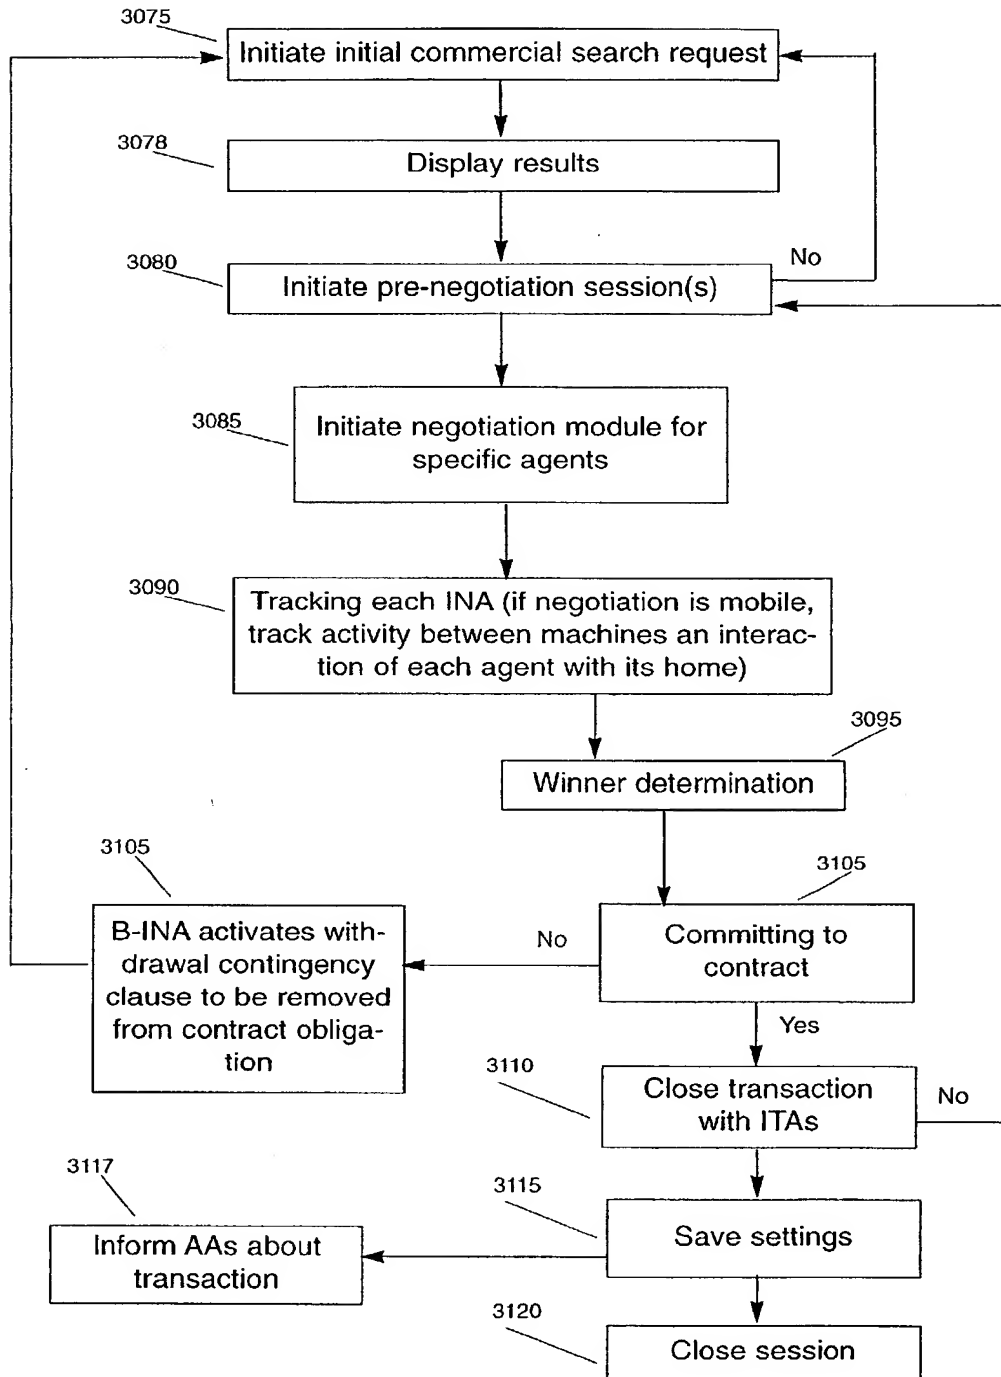 3075
Initiate initial commercial search request
3078
Display results
3080
No
Initiate pre-negotiation session(s)
3085
Initiate negotiation module for
specific agents
3090
Tracking each INA (if negotiation is mobile,
track activity between machines an interac-
tion of each agent with its home)
3095
Winner determination
3105
B-INA activates with-
drawal contingency
clause to be removed
from contract obliga-
tion
No
3105
Committing to
contract
Yes
3110
Close transaction
with ITAs
No
3117
Inform AAs about
transaction
3115
Save settings
3120
Close session